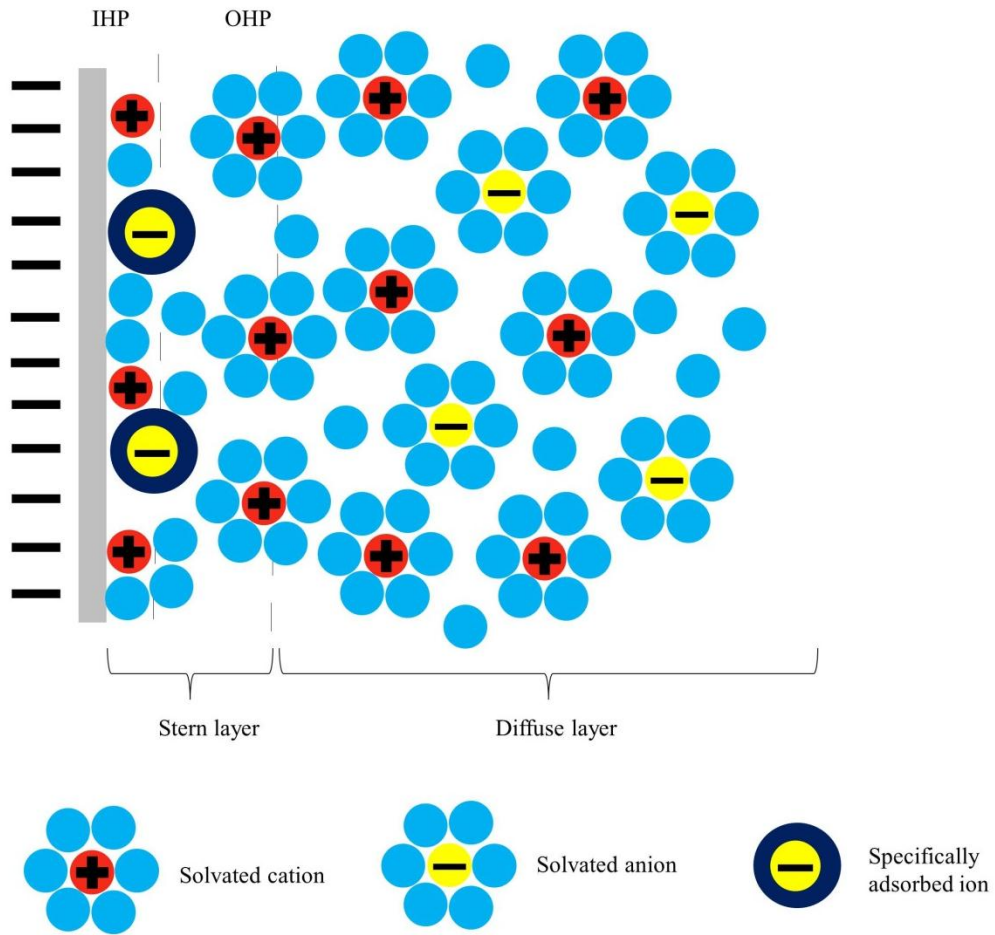 IHP
OHP
Stern layer
Diffuse layer
Solvated cation
Solvated anion
Specifically
adsorbed ion